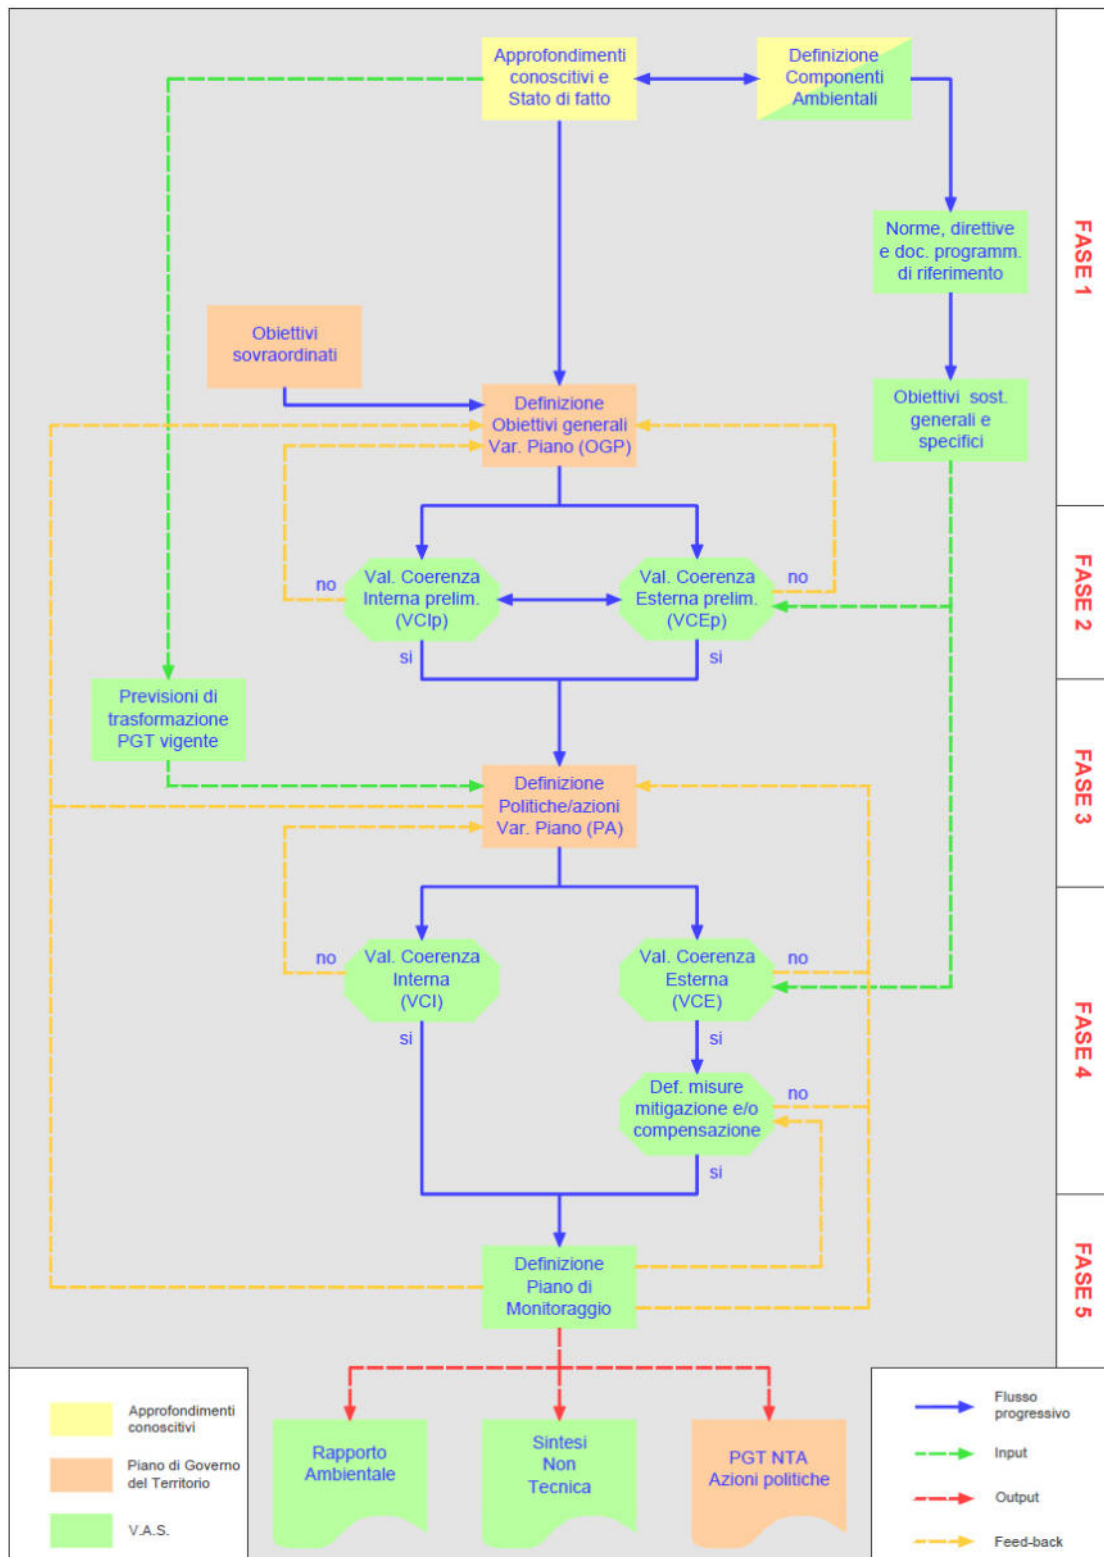 Approfondimenti
conoscitivi e
Stato di fatto
Definizione
Componenti
Ambientali
Norme, direttive
e doc. programm.
di riferimento
FASE 1
Obiettivi
sovraordinati
Definizione
Obiettivi generali
Var. Piano (OGP)
Obiettivi sost.
generali e
specifici
no
Val. Coerenza
Interna prelim.
(VCIp)
Val. Coerenza
Esterna prelim.
(VCEp)
no
si
si
FASE 2
Previsioni di
trasformazione
PGT vigente
Definizione
Politiche/azioni
Var. Piano (PA)
FASE 3
no
Val. Coerenza
Interna
(VCI)
Val. Coerenza
Esterna
(VCE)
no
si
si
Def. misure
mitigazione e/o
compensazione
no
si
FASE 4
Definizione
Piano di
Monitoraggio
FASE 5
Approfondimenti
conoscitivi
Piano di Governo
del Territorio
V.A.S.
Rapporto
Ambientale
Sintesi
Non
Tecnica
PGT NTA
Azioni politiche
Flusso
progressivo
Input
Output
Feed-back